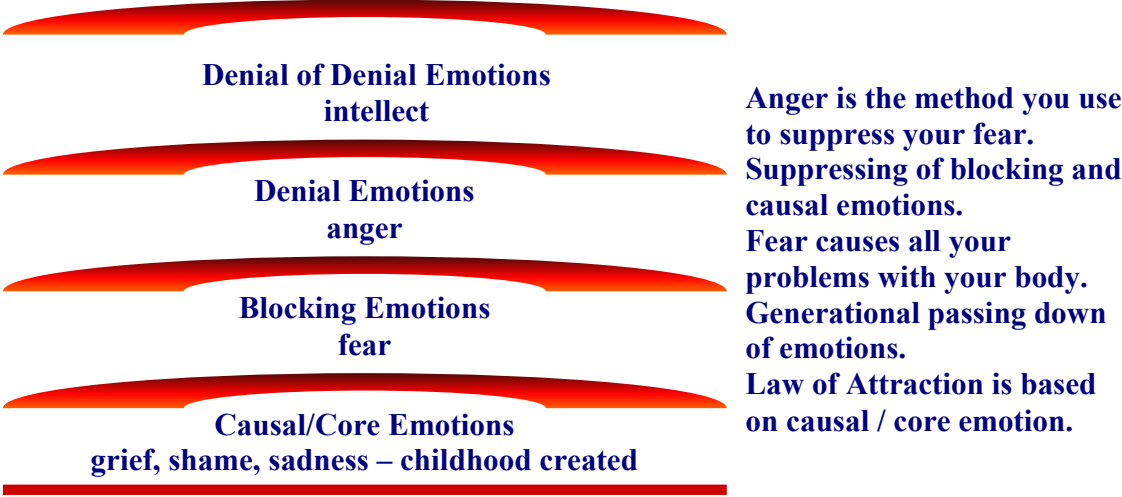 Denial of Denial Emotions
intellect
Denial Emotions
anger
Blocking Emotions
fear
Causal/Core Emotions
grief, shame, sadness – childhood created
Anger is the method you use
to suppress your fear.
Suppressing of blocking and
causal emotions.
Fear causes all your
problems with your body.
Generational passing down
of emotions.
Law of Attraction is based
on causal / core emotion.